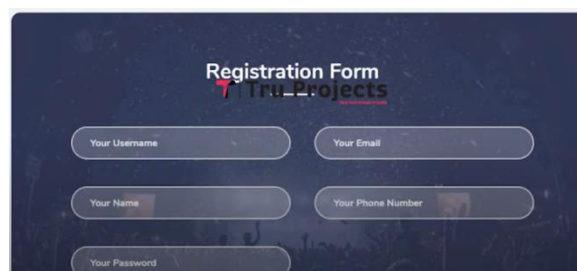 Registration Form
Tru Projects
Your Username
Your Email
Your Name
Your Phone Number
Your Password